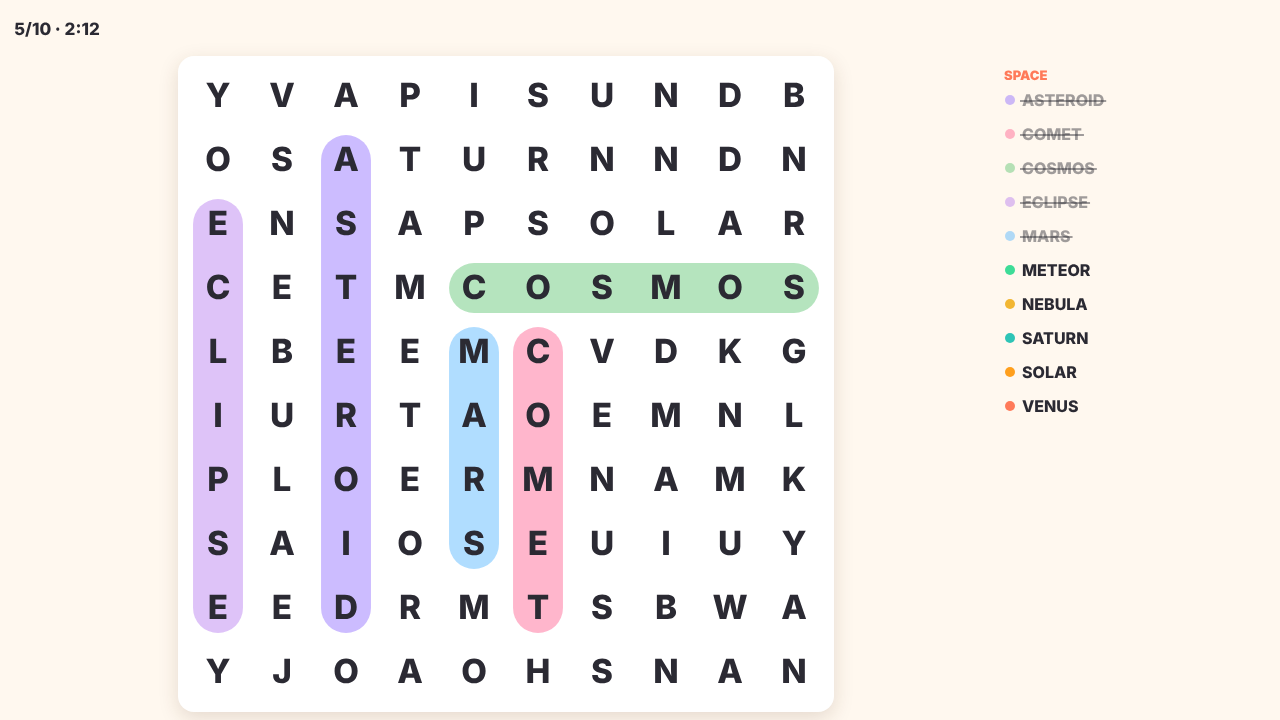 5/10 · 2:12
Y V A P I S U N D B
O S A T U R N N D N
E N S A P S O L A R
C E T M C O S M O S
L B E E M C V D K G
I U R T A O E M N L
P L O E R M N A M K
S A I O S E U I U Y
E E D R M T S B W A
Y J O A O H S N A N
SPACE
ASTEROID
COMET
COSMOS
ECLIPSE
MARS
METEOR
NEBULA
SATURN
SOLAR
VENUS